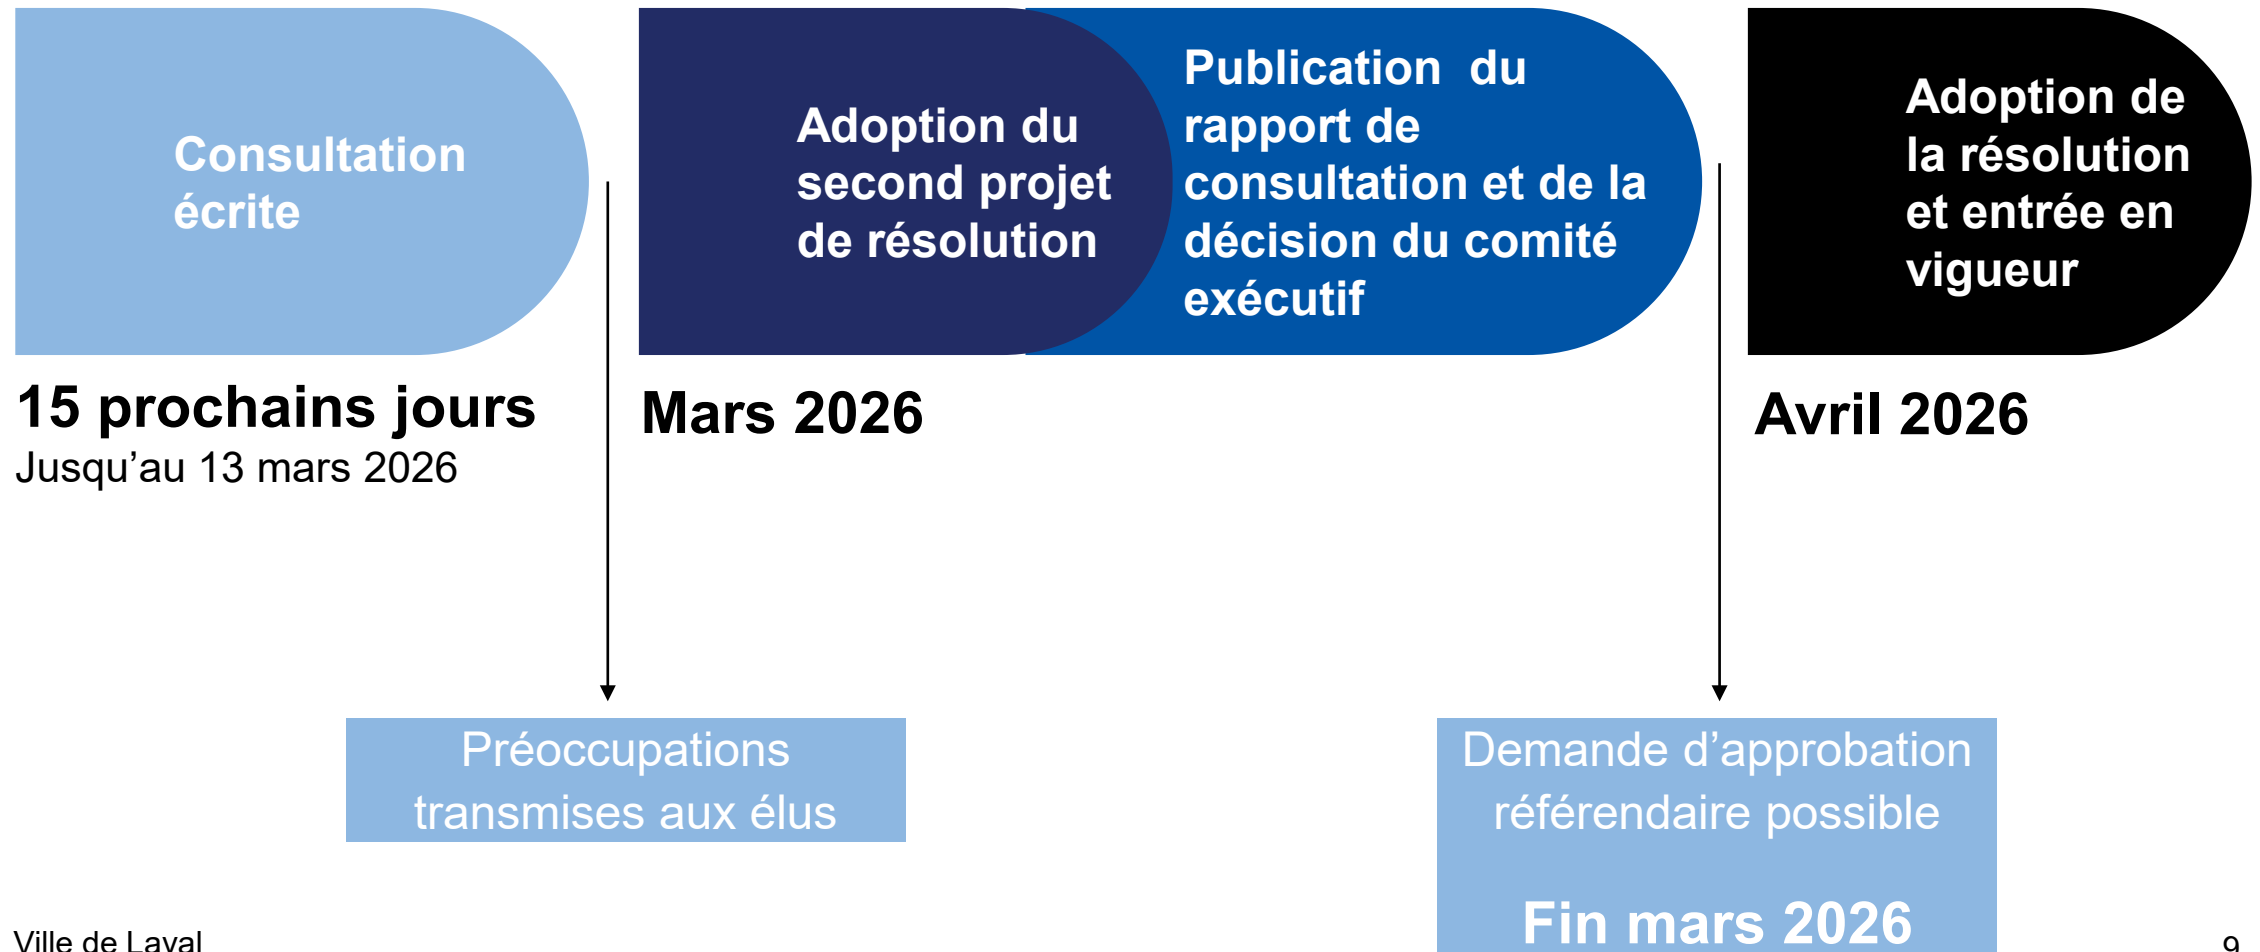 Consultation
écrite
Adoption du
second projet
de résolution
Publication  du
rapport de
consultation et de la
décision du comité
exécutif
Adoption de
la résolution
et entrée en
vigueur
15 prochains jours
Jusqu’au 13 mars 2026
Mars 2026
Avril 2026
Préoccupations
transmises aux élus
Demande d’approbation
référendaire possible
Fin mars 2026
Ville de Laval
9